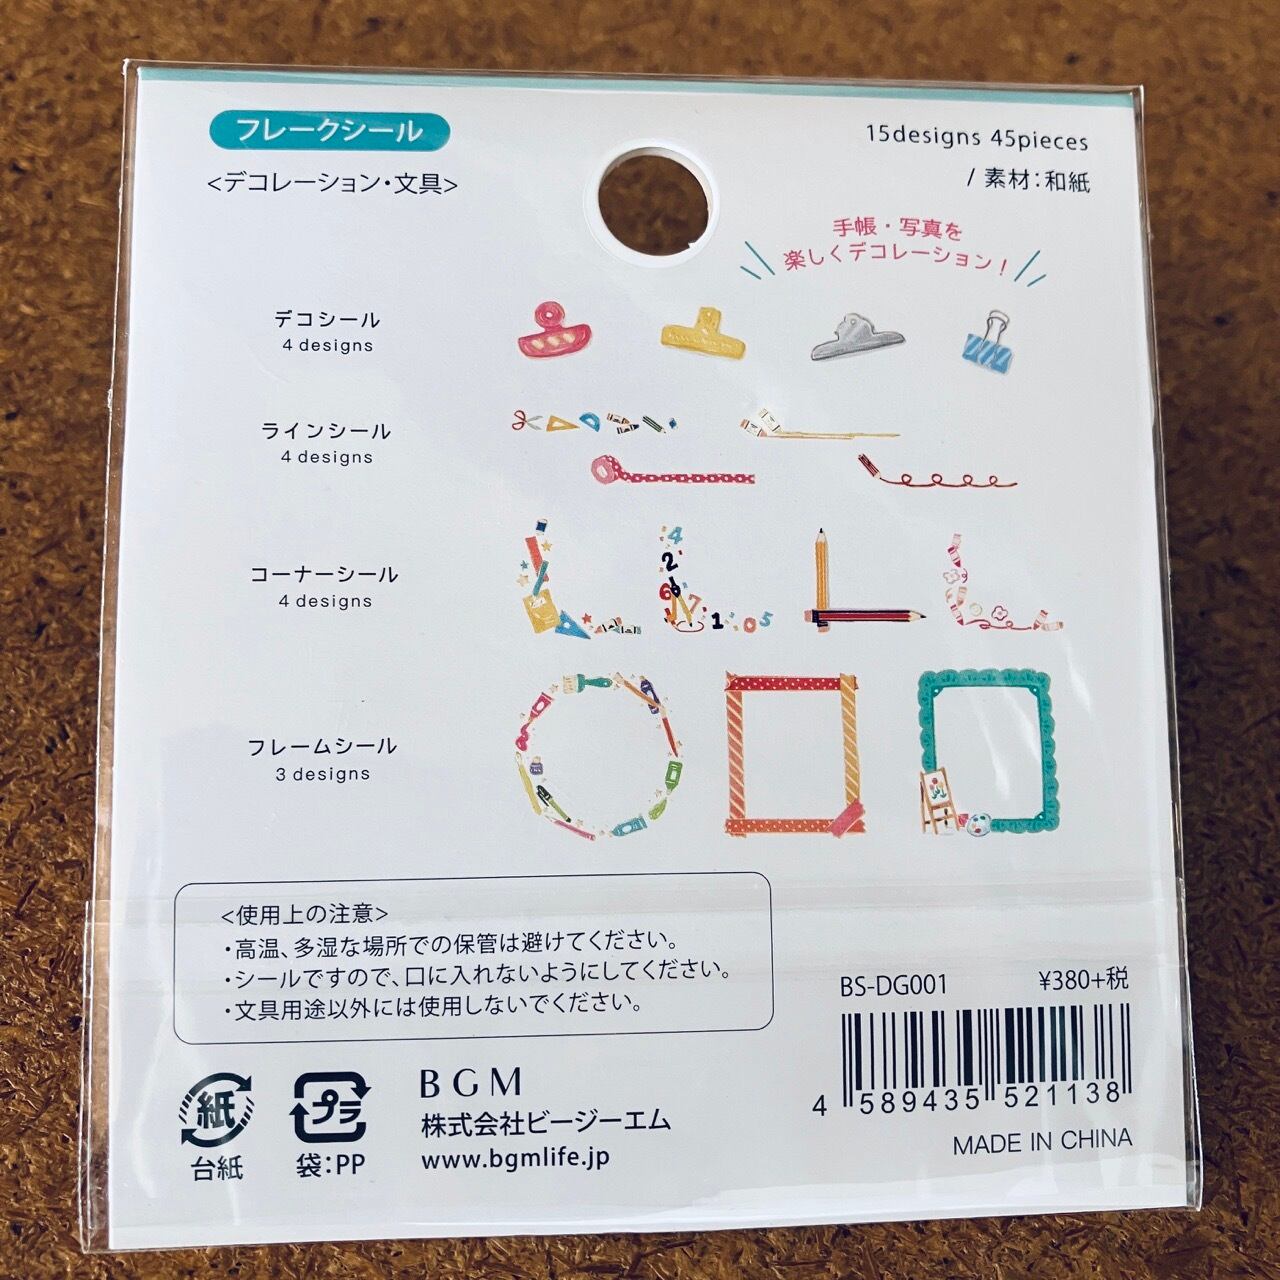 フレークシール
<デコレーション・文具>
15designs 45pieces
/ 素材：和紙
手帳・写真を
楽しくデコレーション！
デコシール
4 designs
ラインシール
4 designs
コーナーシール
4 designs
4
2
6
7
1
0
5
フレームシール
3 designs
<使用上の注意>
・高温、多湿な場所での保管は避けてください。
・シールですので、口に入れないようにしてください。
・文具用途以外には使用しないでください。
BS-DG001
¥380+税
4 589435 521138
MADE IN CHINA
紙
台紙
プラ
袋：PP
BGM
株式会社ビージーエム
www.bgmlife.jp